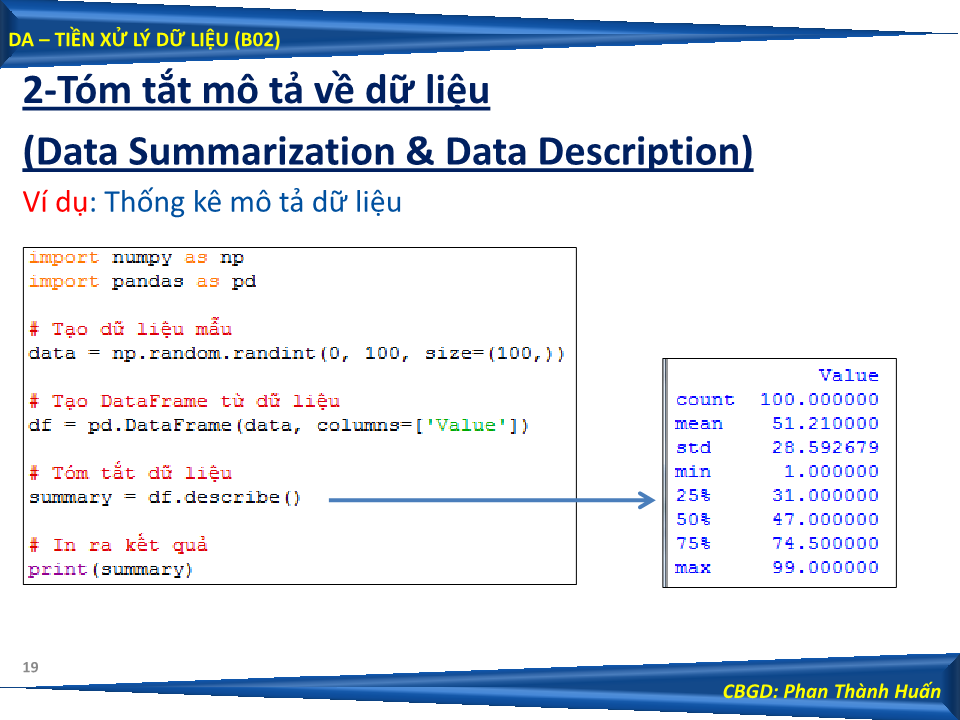 DA – TIỀN XỬ LÝ DỮ LIỆU (B02)
2-Tóm tắt mô tả về dữ liệu
(Data Summarization & Data Description)
Ví dụ: Thống kê mô tả dữ liệu
import numpy as np
import pandas as pd
# Tạo dữ liệu mẫu
data = np.random.randint(0, 100, size=(100,))
# Tạo DataFrame từ dữ liệu
df = pd.DataFrame(data, columns=['Value'])
# Tóm tắt dữ liệu
summary = df.describe()
# In ra kết quả
print(summary)
Value
count 100.000000
mean 51.210000
std 28.592679
min 1.000000
25% 31.000000
50% 47.000000
75% 74.500000
max 99.000000
19
CBGD: Phan Thành Huấn